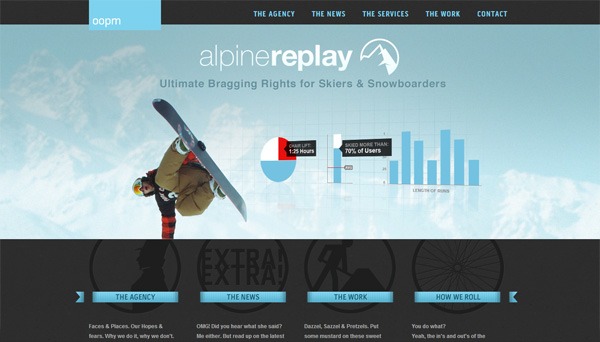 oopm
THE AGENCY THE NEWS THE SERVICES THE WORK CONTACT
alpinereplay
Ultimate Bragging Rights for Skiers & Snowboarders
CHAIR LIFT:
1:25 Hours
SKIED MORE THAN:
70% of Users
LENGTH OF RUNS
EXTRA!
EXTRA!
THE AGENCY
THE NEWS
THE WORK
HOW WE ROLL
Faces & Places. Our Hopes &
fears. Why we do it, why we don't.
OMG! Did you hear what she said?
Me either. But read up on the latest
Dazzel, Sazzel & Pretzels. Put
some mustard on these sweet
You do what?
Yeah, the in's and out's of the